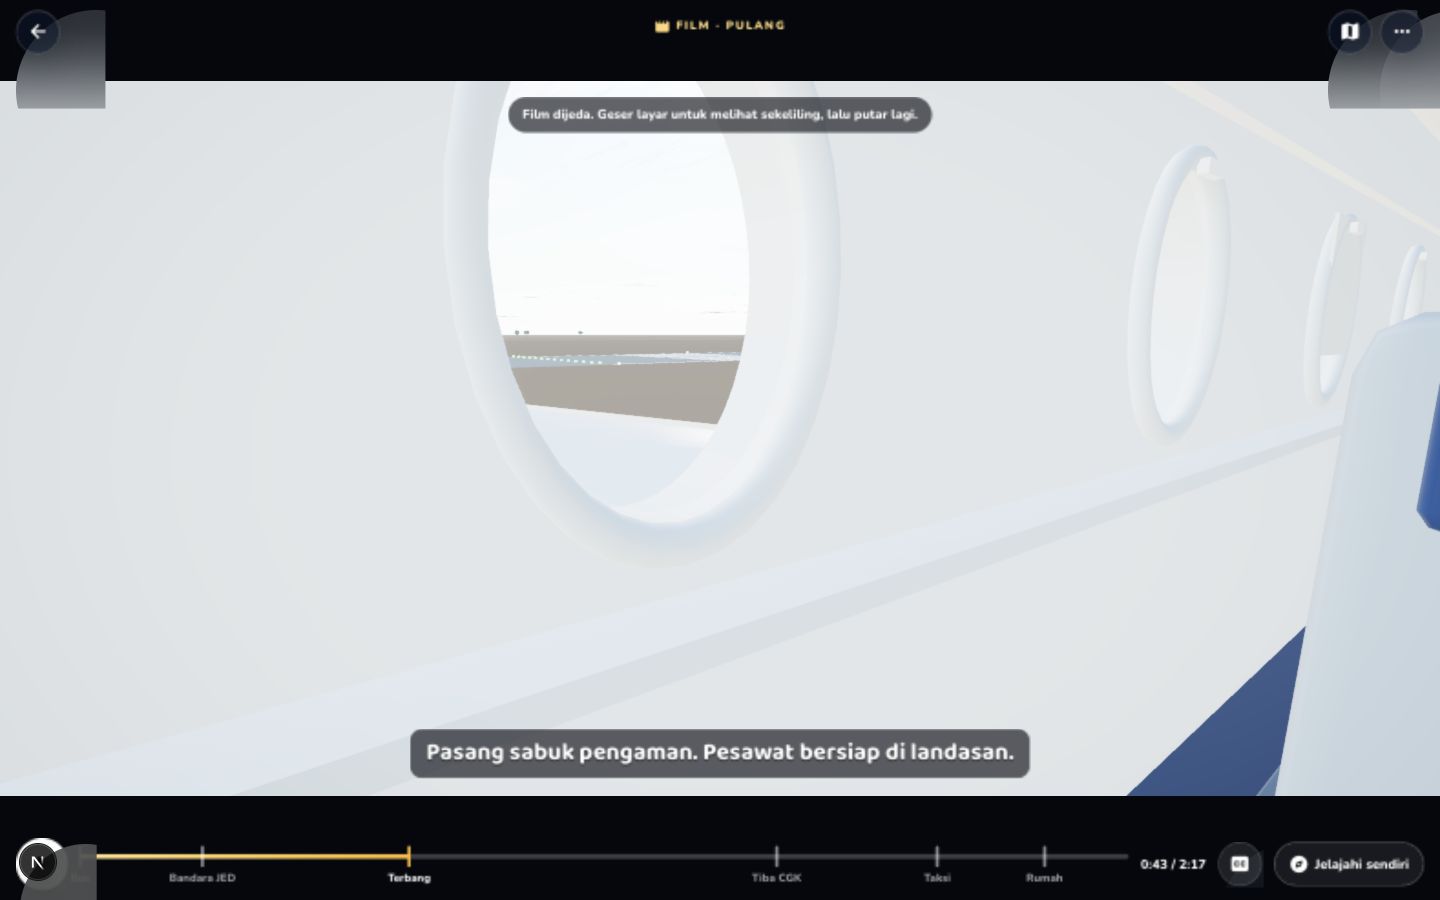 FILM - PULANG
Film dijeda. Geser layar untuk melihat sekeliling, lalu putar lagi.
Pasang sabuk pengaman. Pesawat bersiap di landasan.
N
Bandara JED
Terbang
Tiba CGK
Taksi
Rumah
0:43 / 2:17
CC
Jelajahi sendiri